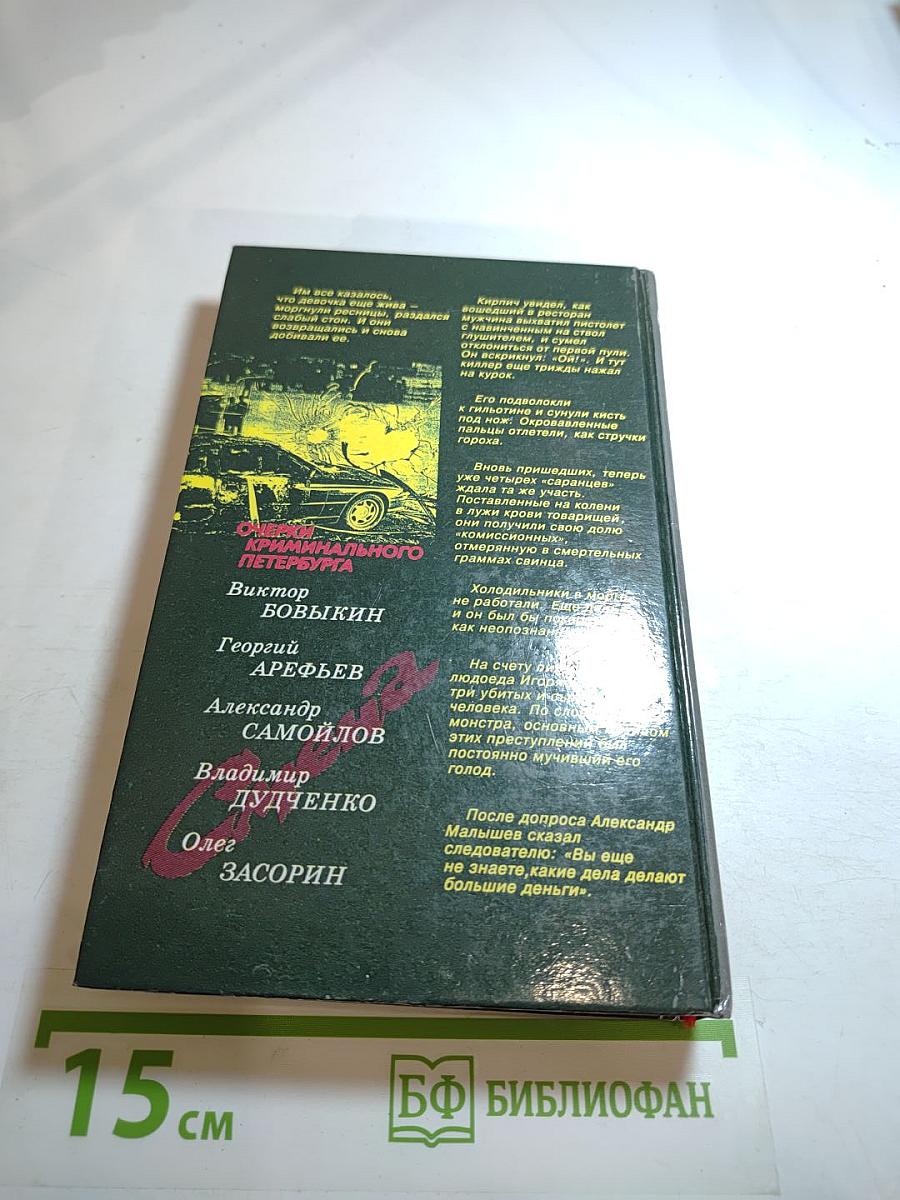 Им все казалось,
что девочка еще жива —
моргнули ресницы, раздался
слабый стон. И они
возвращались и снова
добивали ее.
ОЧЕРКИ
КРИМИНАЛЬНОГО
ПЕТЕРБУРГА
Виктор
БОВЫКИН
Георгий
АРЕФЬЕВ
Александр
САМОЙЛОВ
Владимир
ДУДЧЕНКО
Олег
ЗАСОРИН
Кирпич увидел, как
вошедший в ресторан
мужчина выхватил пистолет
с навинченным на ствол
глушителем, и сумел
отклониться от первой пули.
Он вскрикнул: «Ой!». И тут
киллер еще трижды нажал
на курок.
Его подволокли
к гильотине и сунули кисть
под нож: Окровавленные
пальцы отлетели, как стручки
гороха.
Вновь пришедших, теперь
уже четырех «саранцев»
ждала та же участь.
Поставленные на колени
в лужи крови товарищей,
они получили свою долю
«комиссионных»,
отмерянную в смертельных
граммах свинца.
Холодильники в
не работали. Еще
и он был бы
как
На счету
людоеда
три убитых и
человека. По
монстра,
этих преступлений
постоянно мучивший его
голод.
После допроса Александр
Малышев сказал
следователю: «Вы еще
не знаете,какие дела делают
большие деньги».
15 см
БФ БИБЛИОФАН